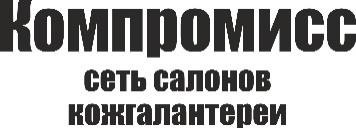 Компромисс
сеть салонов
кожгалантереи